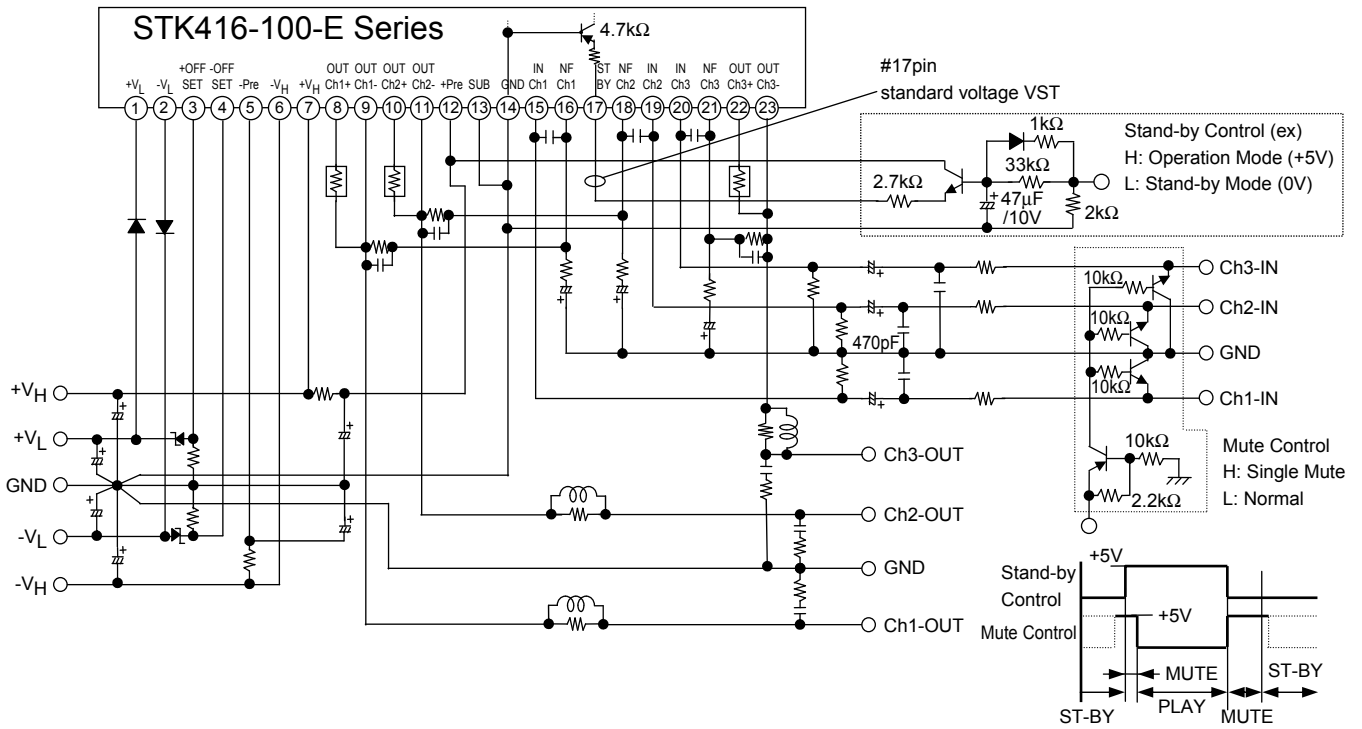 STK416-100-E Series
4.7kΩ
+OFF -OFF OUT OUT OUT OUT IN NF ST NF IN IN NF OUT OUT
+VL -VL SET SET -Pre -VH +VH Ch1+ Ch1- Ch2+ Ch2- +Pre SUB GND Ch1 Ch1 BY Ch2 Ch2 Ch3 Ch3 Ch3+ Ch3-
1 2 3 4 5 6 7 8 9 10 11 12 13 14 15 16 17 18 19 20 21 22 23
#17pin
standard voltage VST
1kΩ
33kΩ
2.7kΩ
+
47µF
/10V
2kΩ
Stand-by Control (ex)
H: Operation Mode (+5V)
L: Stand-by Mode (0V)
10kΩ
Ch3-IN
10kΩ
Ch2-IN
470pF
GND
10kΩ
Ch1-IN
10kΩ
2.2kΩ
Mute Control
H: Single Mute
L: Normal
+VH
+VL
GND
-VL
-VH
Ch3-OUT
Ch2-OUT
GND
Ch1-OUT
+5V
Stand-by
Control
+5V
Mute Control
MUTE
ST-BY
PLAY
ST-BY
MUTE